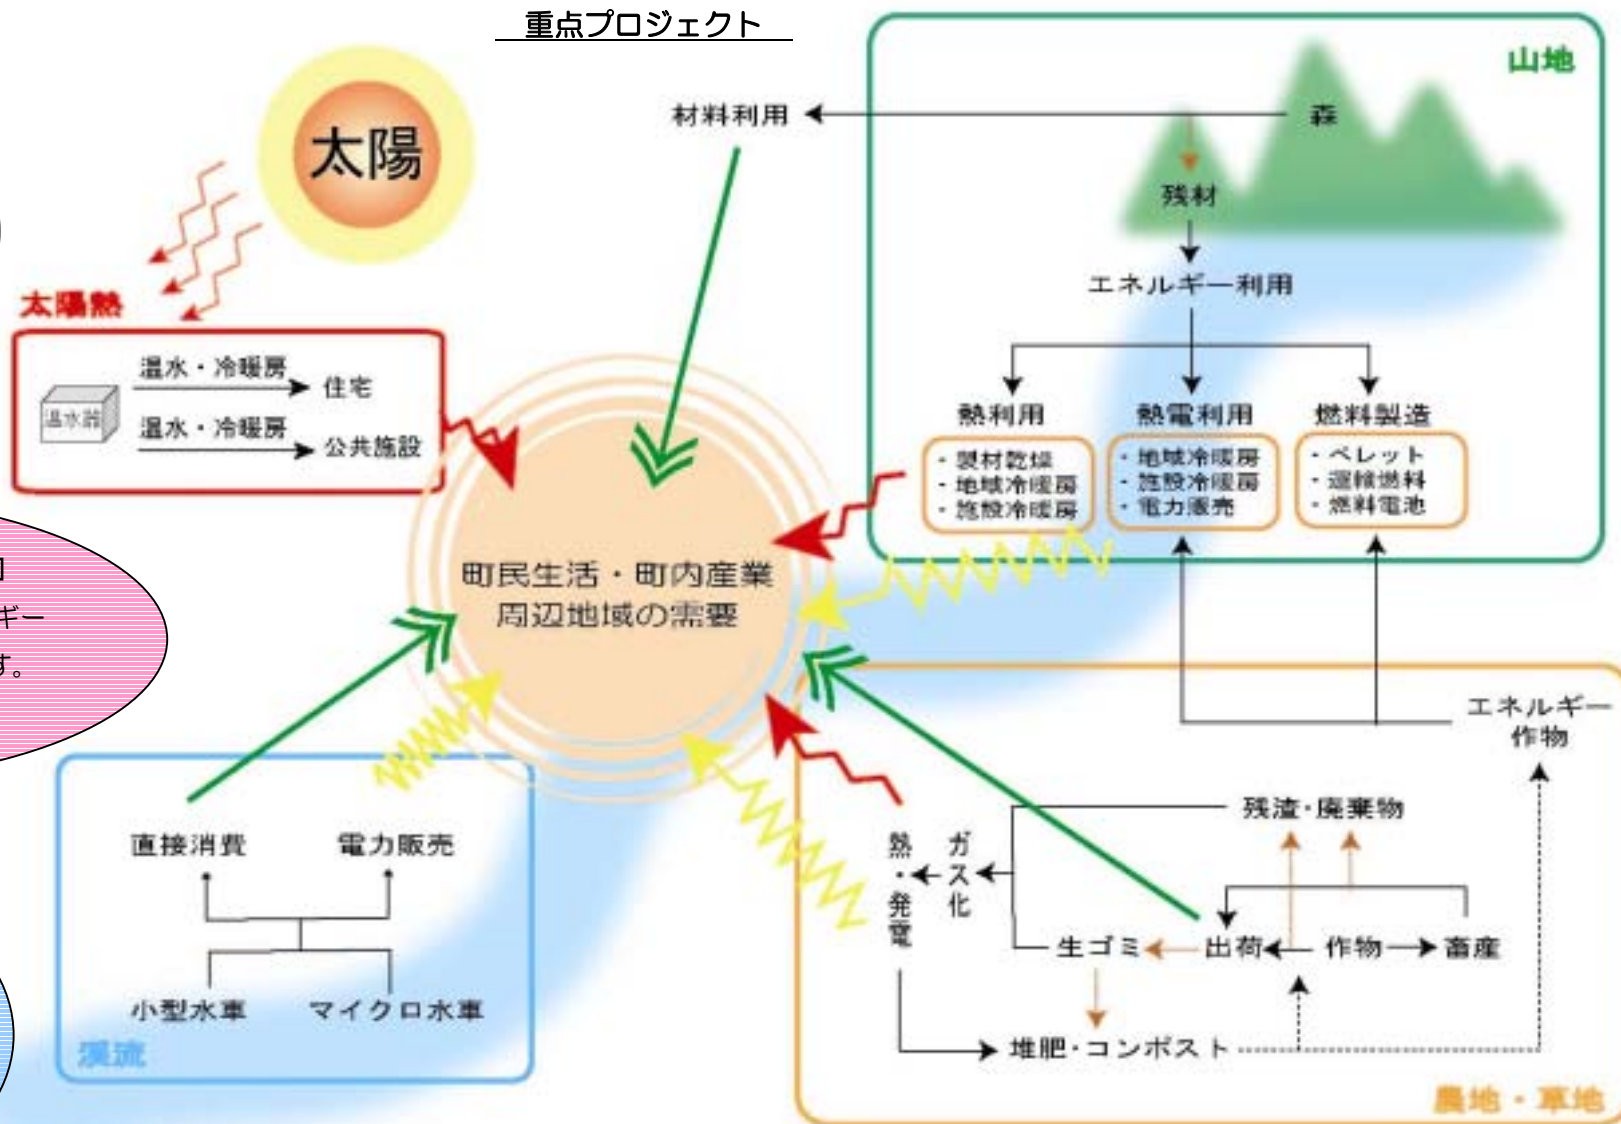 重点プロジェクト
太陽
太陽熱
温水器
温水・冷暖房
住宅
温水・冷暖房
公共施設
材料利用
山地
森
残材
エネルギー利用
熱利用
・製材乾燥
・地域冷暖房
・施設冷暖房
熱電利用
・地域冷暖房
・施設冷暖房
・電力販売
燃料製造
・ペレット
・運輸燃料
・燃料電池
町民生活・町内産業
周辺地域の需要
ギー
す。
直接消費
電力販売
小型水車
マイクロ水車
渓流
エネルギー
作物
残渣・廃棄物
熱・発電
ガス化
生ゴミ
出荷
作物
畜産
堆肥・コンポスト
農地・草地